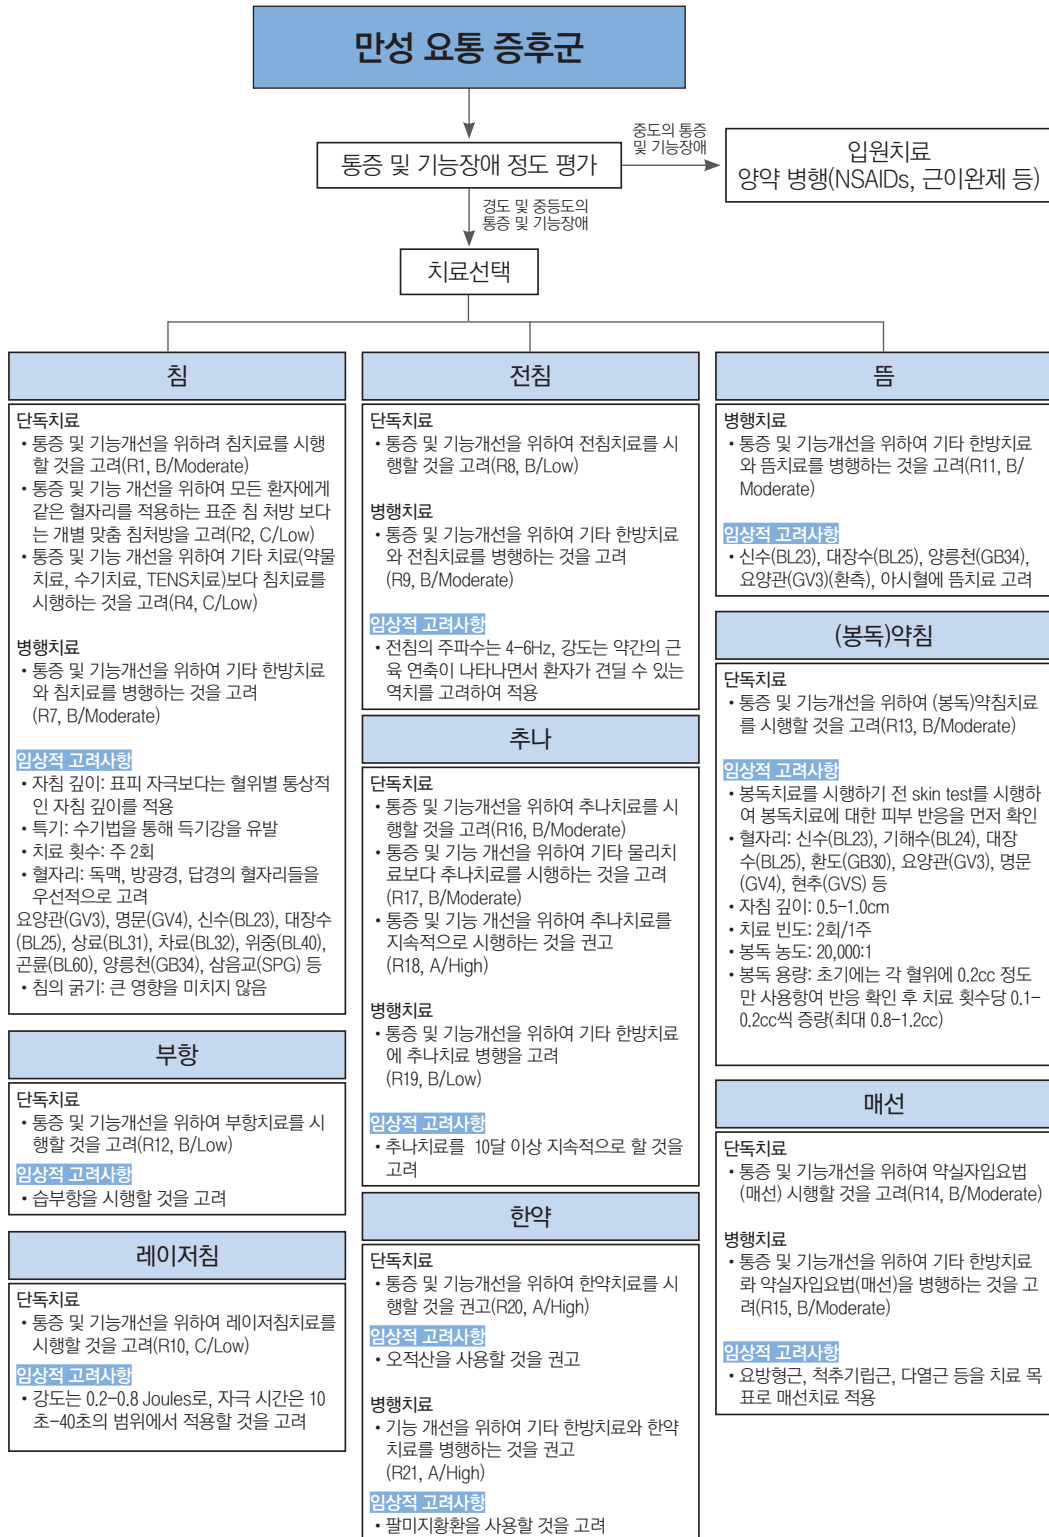 만성 요통 증후군
통증 및 기능장애 정도 평가
중도의 통증
및 기능장애
입원치료
양약 병행(NSAIDs, 근이완제 등)
경도 및 중등도의
통증 및 기능장애
치료선택
침
단독치료
• 통증 및 기능개선을 위하려 침치료를 시행
할 것을 고려(R1, B/Moderate)
• 통증 및 기능 개선을 위하여 모든 환자에게
같은 혈자리를 적용하는 표준 침 처방 보다
는 개별 맞춤 침처방을 고려(R2, C/Low)
• 통증 및 기능 개선을 위하여 기타 치료(약물
치료, 수기치료, TENS치료)보다 침치료를
시행하는 것을 고려(R4, C/Low)
병행치료
• 통증 및 기능개선을 위하여 기타 한방치료
와 침치료를 병행하는 것을 고려
(R7, B/Moderate)
임상적 고려사항
• 자침 깊이: 표피 자극보다는 혈위별 통상적
인 자침 깊이를 적용
• 특기: 수기법을 통해 득기강을 유발
• 치료 횟수: 주 2회
• 혈자리: 독맥, 방광경, 답경의 혈자리들을
우선적으로 고려
요양관(GV3), 명문(GV4), 신수(BL23), 대장수
(BL25), 상료(BL31), 차료(BL32), 위중(BL40),
곤륜(BL60), 양릉천(GB34), 삼음교(SPG) 등
• 침의 굵기: 큰 영향을 미치지 않음
부항
단독치료
• 통증 및 기능개선을 위하여 부항치료를 시
행할 것을 고려(R12, B/Low)
임상적 고려사항
• 습부항을 시행할 것을 고려
레이저침
단독치료
• 통증 및 기능개선을 위하여 레이저침치료를
시행할 것을 고려(R10, C/Low)
임상적 고려사항
• 강도는 0.2-0.8 Joules로, 자극 시간은 10
초-40초의 범위에서 적용할 것을 고려
전침
단독치료
• 통증 및 기능개선을 위하여 전침치료를 시
행할 것을 고려(R8, B/Low)
병행치료
• 통증 및 기능개선을 위하여 기타 한방치료
와 전침치료를 병행하는 것을 고려
(R9, B/Moderate)
임상적 고려사항
• 전침의 주파수는 4-6Hz, 강도는 약간의 근
육 연축이 나타나면서 환자가 견딜 수 있는
역치를 고려하여 적용
추나
단독치료
• 통증 및 기능개선을 위하여 추나치료를 시
행할 것을 고려(R16, B/Moderate)
• 통증 및 기능 개선을 위하여 기타 물리치
료보다 추나치료를 시행하는 것을 고려
(R17, B/Moderate)
• 통증 및 기능 개선을 위하여 추나치료를
지속적으로 시행하는 것을 권고
(R18, A/High)
병행치료
• 통증 및 기능개선을 위하여 기타 한방치료
에 추나치료 병행을 고려
(R19, B/Low)
임상적 고려사항
• 추나치료를 10달 이상 지속적으로 할 것을
고려
한약
단독치료
• 통증 및 기능개선을 위하여 한약치료를 시
행할 것을 권고(R20, A/High)
임상적 고려사항
• 오적산을 사용할 것을 권고
병행치료
• 기능 개선을 위하여 기타 한방치료와 한약
치료를 병행하는 것을 권고
(R21, A/High)
임상적 고려사항
• 팔미지황환을 사용할 것을 고려
뜸
병행치료
• 통증 및 기능개선을 위하여 기타 한방치료
와 뜸치료를 병행하는 것을 고려(R11, B/
Moderate)
임상적 고려사항
• 신수(BL23), 대장수(BL25), 양릉천(GB34),
요양관(GV3)(환측), 아시혈에 뜸치료 고려
(봉독)약침
단독치료
• 통증 및 기능개선을 위하여 (봉독)약침치료
를 시행할 것을 고려(R13, B/Moderate)
임상적 고려사항
• 봉독치료를 시행하기 전 skin test를 시행하
여 봉독치료에 대한 피부 반응을 먼저 확인
• 혈자리: 신수(BL23), 기해수(BL24), 대장
수(BL25), 환도(GB30), 요양관(GV3), 명문
(GV4), 현추(GVS) 등
• 자침 깊이: 0.5-1.0cm
• 치료 빈도: 2회/1주
• 봉독 농도: 20,000:1
• 봉독 용량: 초기에는 각 혈위에 0.2cc 정도
만 사용항여 반응 확인 후 치료 횟수당 0.1-
0.2cc씩 증량(최대 0.8-1.2cc)
매선
단독치료
• 통증 및 기능개선을 위하여 약실자입요법
(매선) 시행할 것을 고려(R14, B/Moderate)
병행치료
• 통증 및 기능개선을 위하여 기타 한방치료
롸 약실자입요법(매선)을 병행하는 것을 고
려(R15, B/Moderate)
임상적 고려사항
• 요방형근, 척추기립근, 다열근 등을 치료 목
표로 매선치료 적용